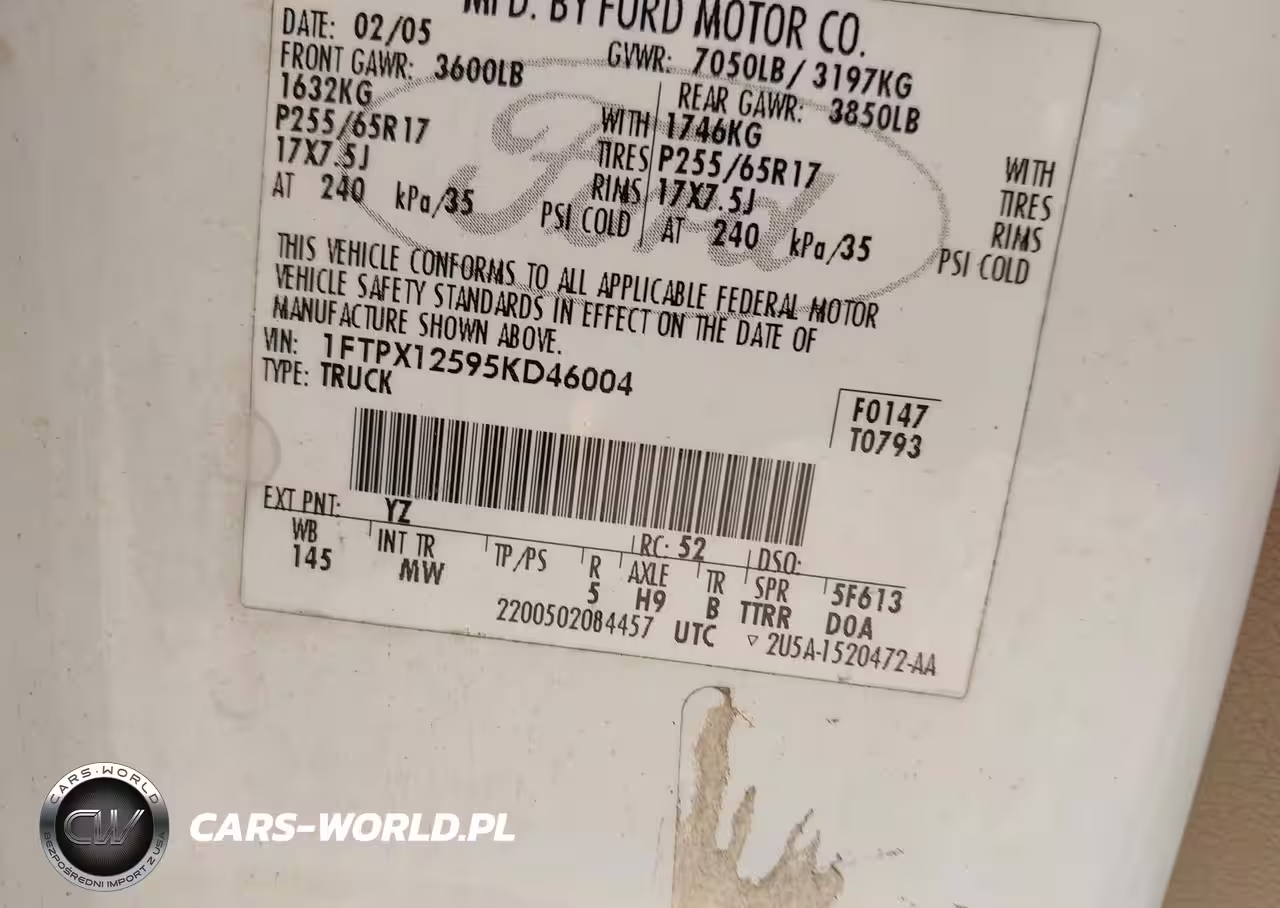 MFD. BY FORD MOTOR CO.
DATE: 02/05
GVWR: 7050LB / 3197KG
FRONT GAWR: 3600LB
REAR GAWR: 3850LB
1632KG WITH
1746KG WITH
P255/65R17 TIRES
P255/65R17 TIRES
17X7.5J RIMS
17X7.5J RIMS
AT 240 kPa/35 PSI COLD
AT 240 kPa/35 PSI COLD
Ford
THIS VEHICLE CONFORMS TO ALL APPLICABLE FEDERAL MOTOR
VEHICLE SAFETY STANDARDS IN EFFECT ON THE DATE OF
MANUFACTURE SHOWN ABOVE.
VIN: 1FTPX12595KD46004
TYPE: TRUCK
F0147
T0793
EXT PNT: YZ
RC: 52
DSO:
WB
INT TR
TP/PS
R
AXLE
TR
SPR
5F613
145
MW
5
H9
B
TTRR
DOA
2200502084457 UTC
▽ 2U5A-1520472-AA
CARS-WORLD
CW
BEZPOŚREDNI IMPORT Z USA
CARS-WORLD.PL